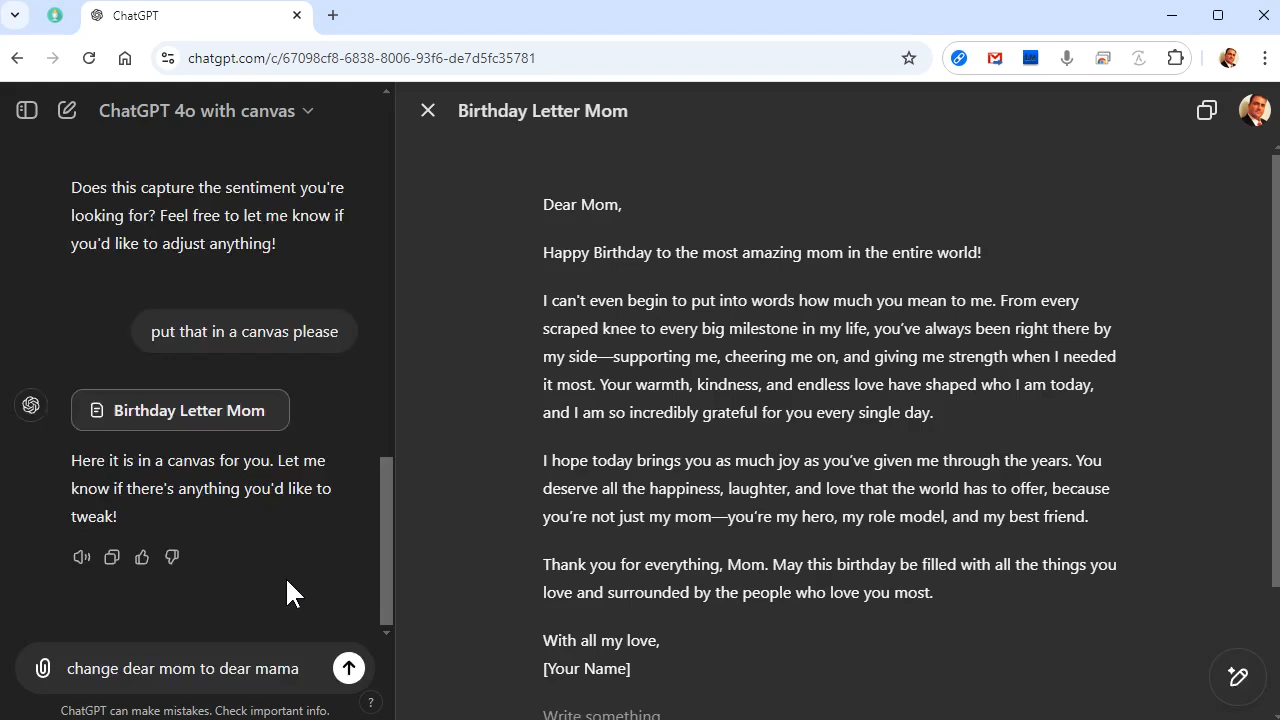 ChatGPT
chatgpt.com/c/67098cf8-6838-8006-93f6-de7d5fc35781
ChatGPT 4o with canvas
Does this capture the sentiment you're
looking for? Feel free to let me know if
you'd like to adjust anything!
put that in a canvas please
Birthday Letter Mom
Here it is in a canvas for you. Let me
know if there's anything you'd like to
tweak!
change dear mom to dear mama
ChatGPT can make mistakes. Check important info.
?
Birthday Letter Mom
Dear Mom,
Happy Birthday to the most amazing mom in the entire world!
I can't even begin to put into words how much you mean to me. From every
scraped knee to every big milestone in my life, you've always been right there by
my side—supporting me, cheering me on, and giving me strength when I needed
it most. Your warmth, kindness, and endless love have shaped who I am today,
and I am so incredibly grateful for you every single day.
I hope today brings you as much joy as you've given me through the years. You
deserve all the happiness, laughter, and love that the world has to offer, because
you're not just my mom—you're my hero, my role model, and my best friend.
Thank you for everything, Mom. May this birthday be filled with all the things you
love and surrounded by the people who love you most.
With all my love,
[Your Name]
Write something